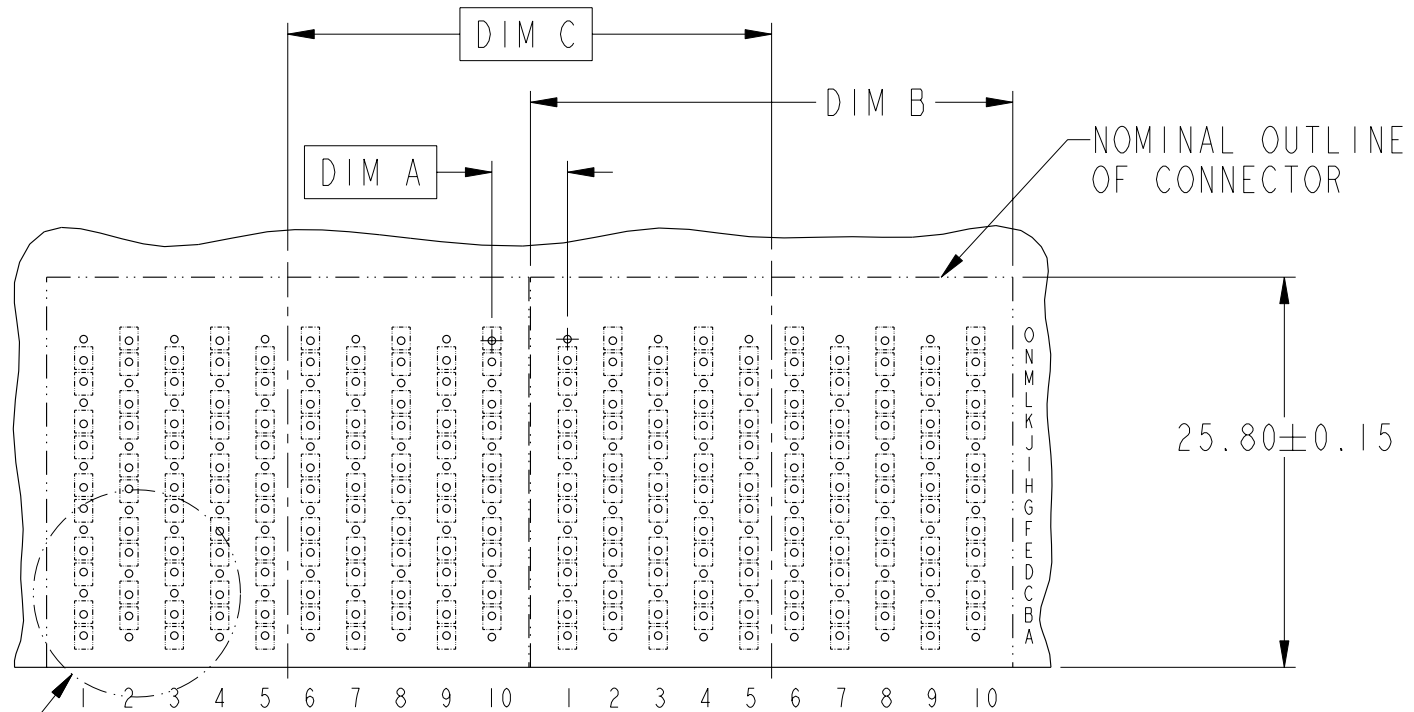 DIM C
DIM B
DIM A
NOMINAL OUTLINE
OF CONNECTOR
O
N
M
L
K
J
I
H
G
F
E
D
C
B
A
25.80±0.15
1 2 3 4 5 6 7 8 9 10 1 2 3 4 5 6 7 8 9 10